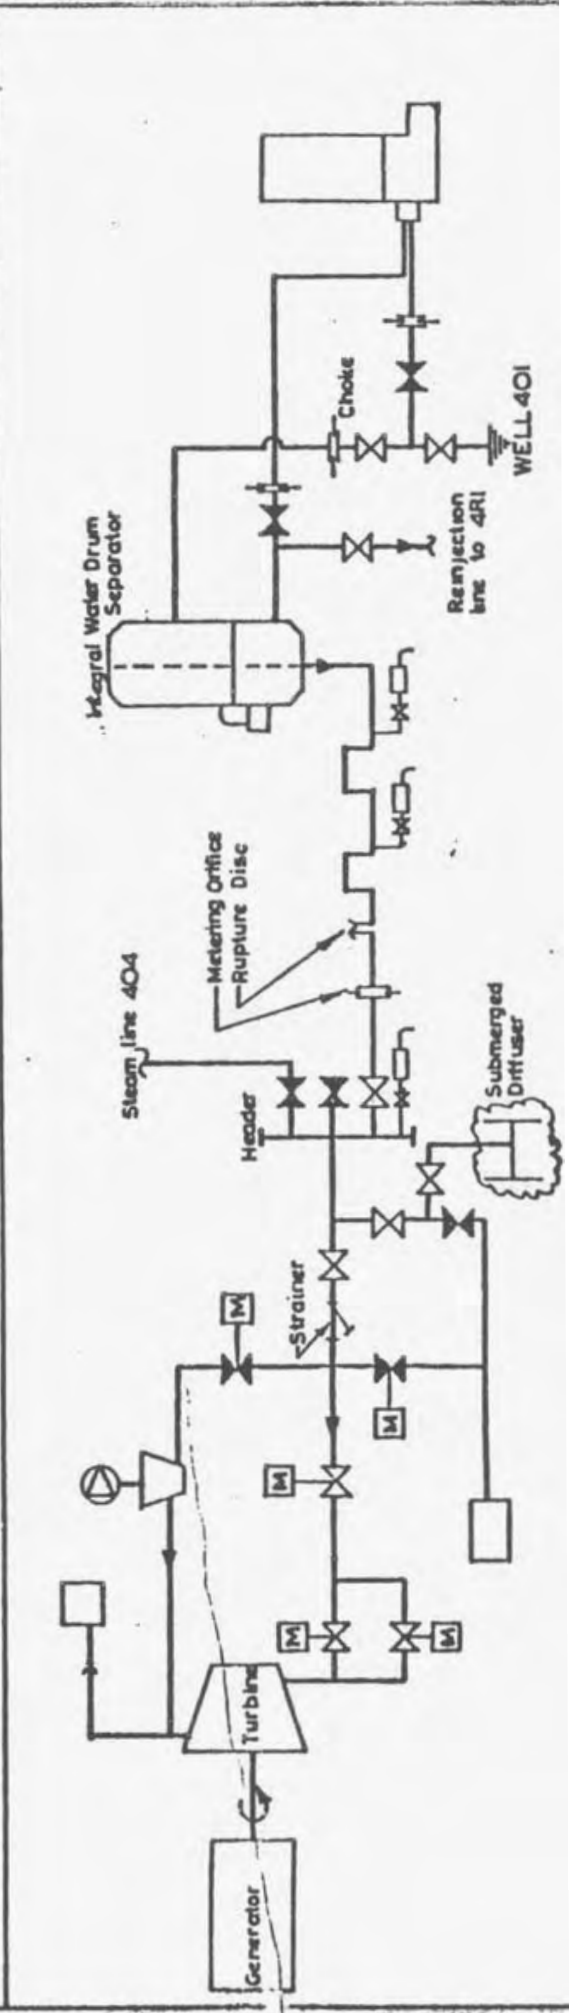 Integral Water Drum
Separator
Choke
WELL 401
Reinjection
line to 4R1
Metering Orifice
Rupture Disc
Steam line 404
Header
Submerged
Diffuser
Strainer
M
M
M
M
M
Turbine
Generator